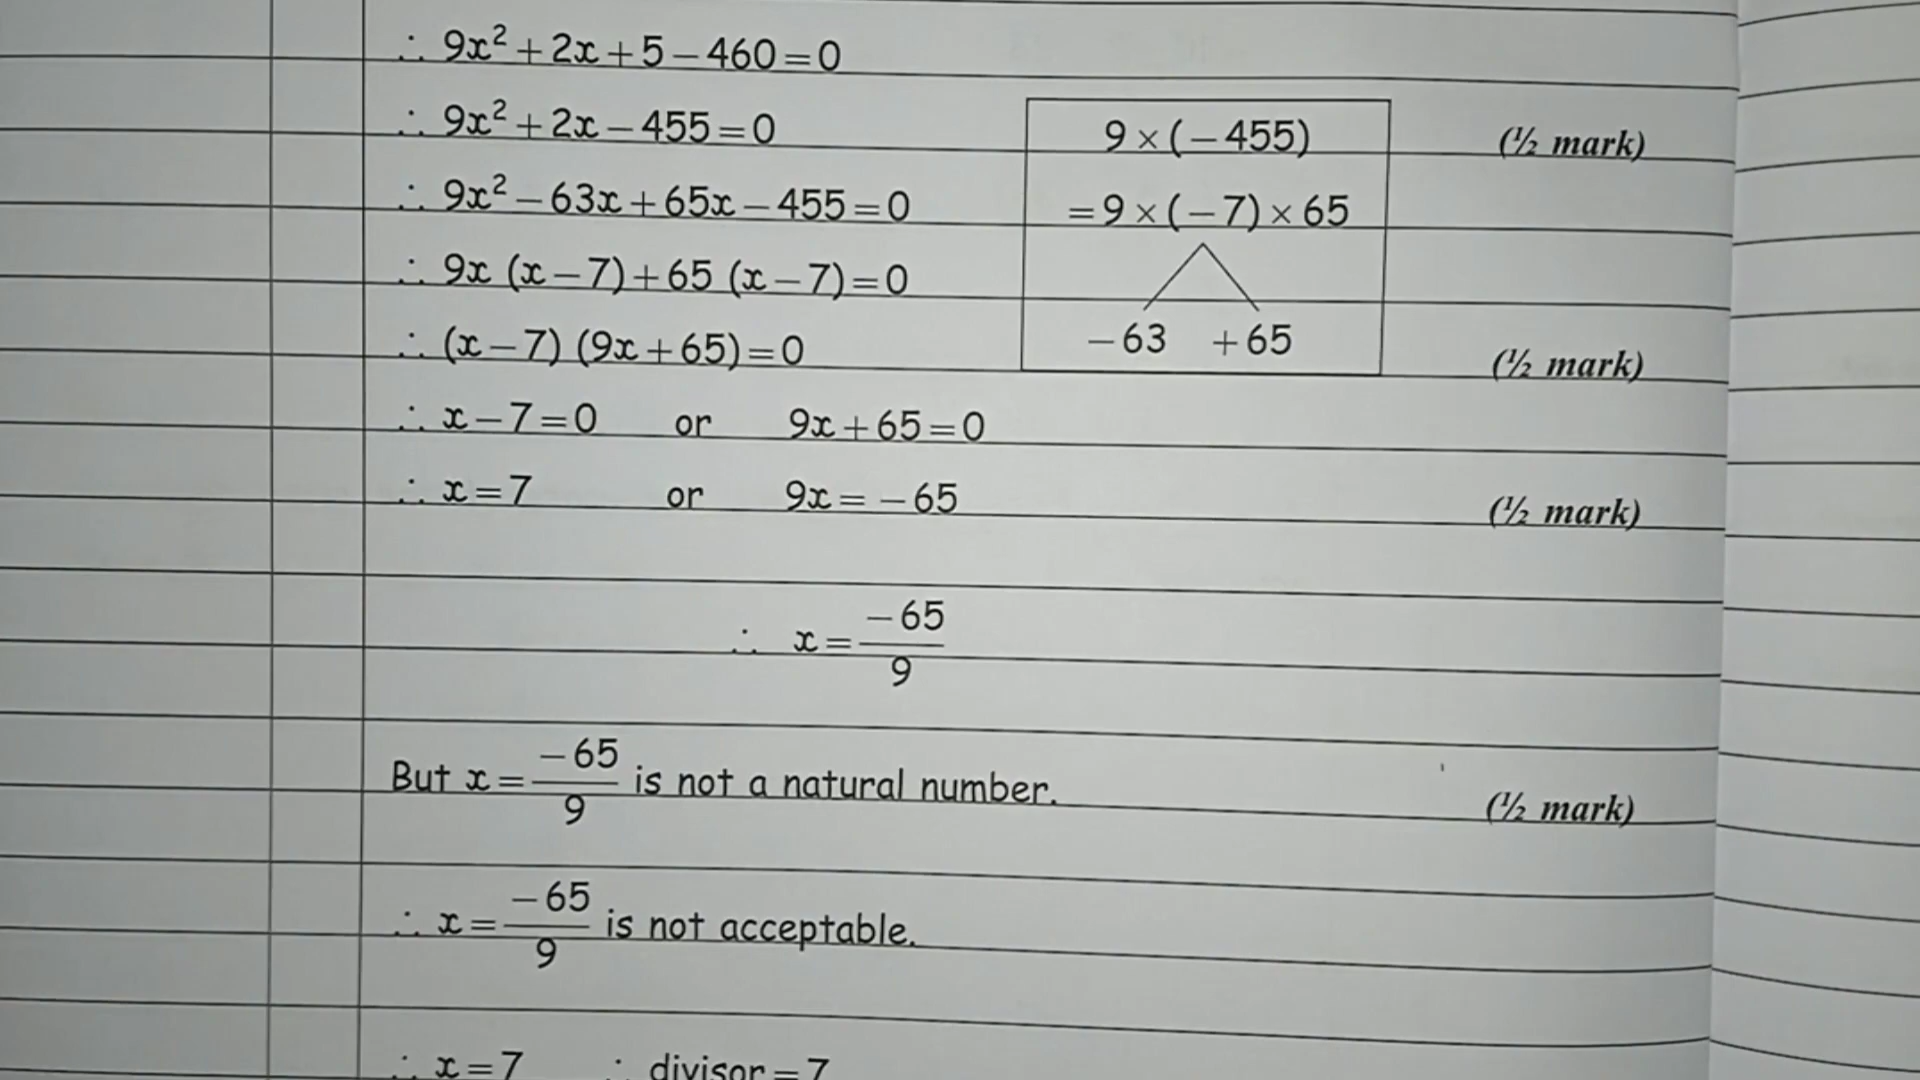 ∴ 9x² + 2x + 5 – 460 = 0
∴ 9x² + 2x – 455 = 0
9 × (– 455)
(½ mark)
∴ 9x² – 63x + 65x – 455 = 0
= 9 × (– 7) × 65
∴ 9x (x – 7) + 65 (x – 7) = 0
– 63 + 65
∴ (x – 7) (9x + 65) = 0
(½ mark)
∴ x – 7 = 0 or 9x + 65 = 0
∴ x = 7 or 9x = – 65
(½ mark)
∴ x = – 65 / 9
But x = – 65 / 9 is not a natural number.
(½ mark)
∴ x = – 65 / 9 is not acceptable.
∴ x = 7 ∴ divisor = 7